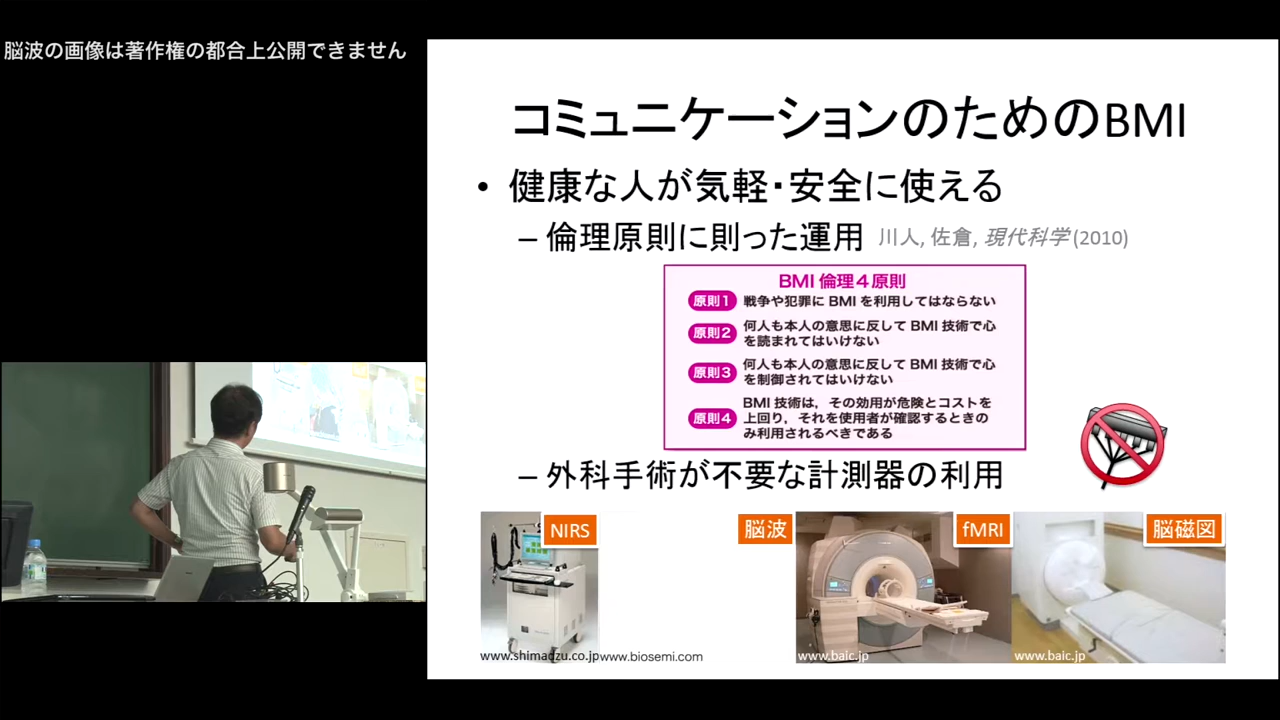 脳波の画像は著作権の都合上公開できません
コミュニケーションのためのBMI
• 健康な人が気軽・安全に使える
– 倫理原則に則った運用 川人, 佐倉, 現代科学 (2010)
BMI 倫理4原則
原則1 戦争や犯罪に BMI を利用してはならない
原則2 何人も本人の意思に反して BMI 技術で心
を読まれてはいけない
原則3 何人も本人の意思に反して BMI 技術で心
を制御されてはいけない
原則4 BMI 技術は，その効用が危険とコストを
上回り，それを使用者が確認するときの
み利用されるべきである
– 外科手術が不要な計測器の利用
NIRS
脳波
fMRI
脳磁図
www.shimadzu.co.jp
www.biosemi.com
www.baic.jp
www.baic.jp